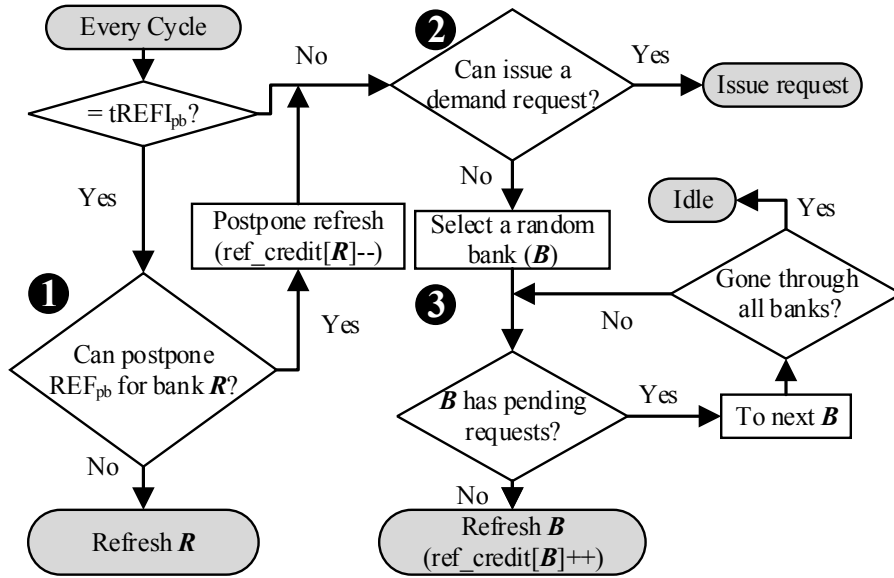 Every Cycle
= tREFIpb?
No
Yes
1
Can postpone
REFpb for bank R?
Yes
No
Refresh R
Postpone refresh
(ref_credit[R]--)
2
Can issue a
demand request?
Yes
Issue request
No
Select a random
bank (B)
3
B has pending
requests?
Yes
To next B
Gone through
all banks?
Yes
Idle
No
No
Refresh B
(ref_credit[B]++)